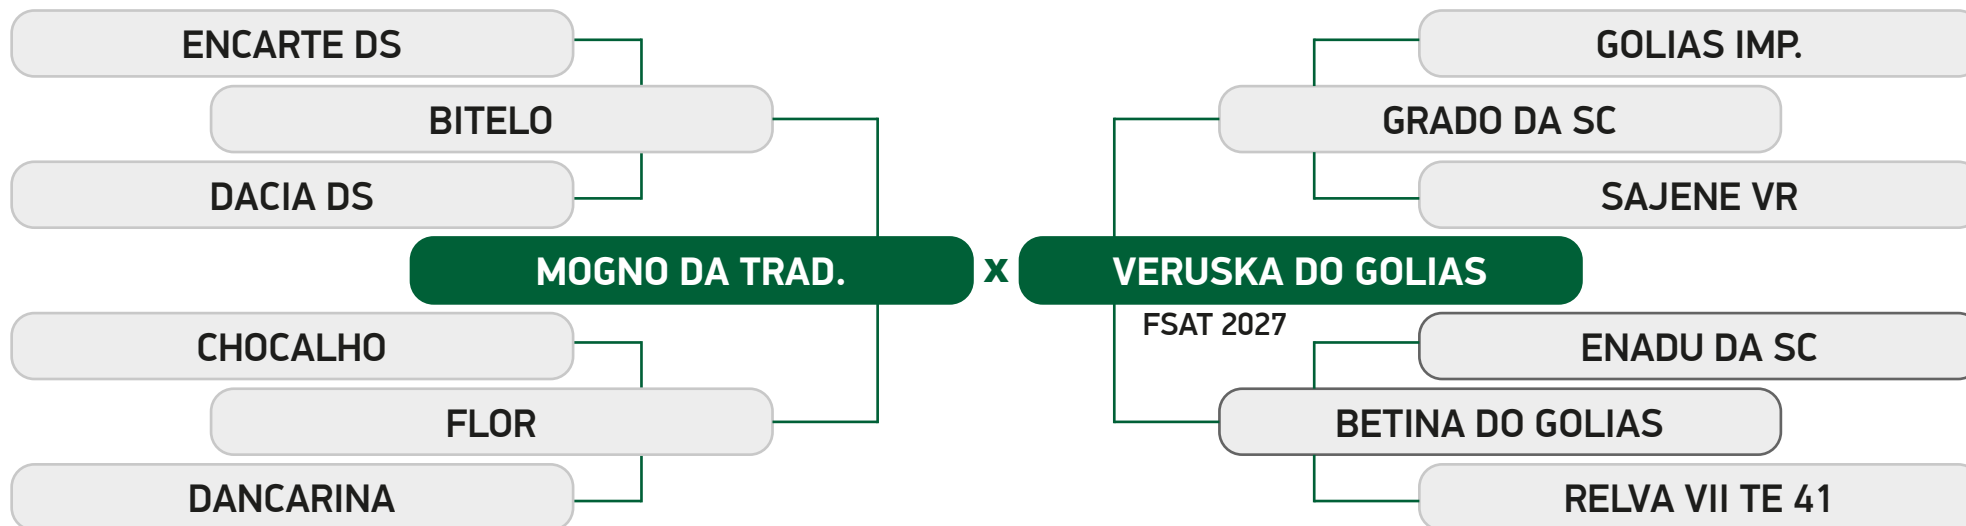 ENCARTE DS
BITELO
DACIA DS
MOGNO DA TRAD.
CHOCALHO
FLOR
DANCARINA
x
GOLIAS IMP.
GRADO DA SC
SAJENE VR
VERUSKA DO GOLIAS
FSAT 2027
ENADU DA SC
BETINA DO GOLIAS
RELVA VII TE 41